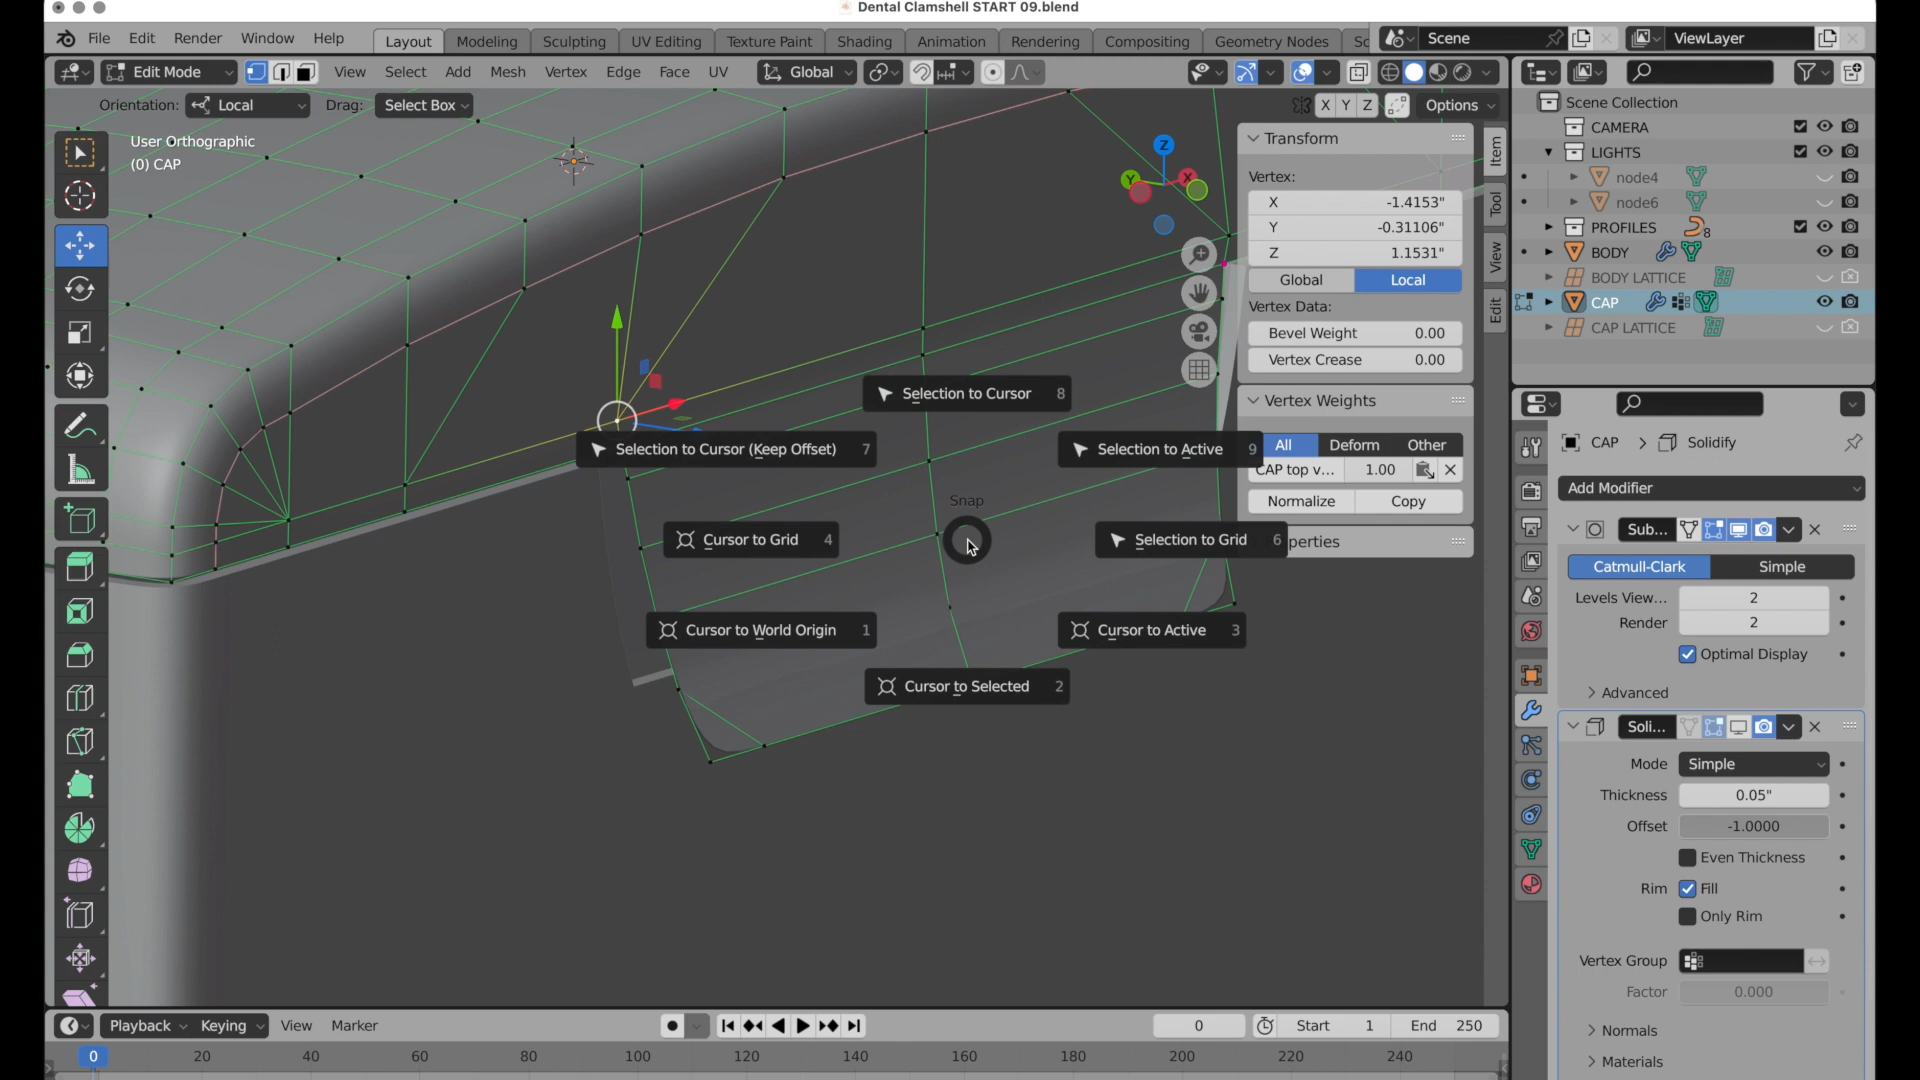 Dental Clamshell START 09.blend
File Edit Render Window Help Layout Modeling Sculpting UV Editing Texture Paint Shading Animation Rendering Compositing Geometry Nodes Sc Scene ViewLayer
Edit Mode View Select Add Mesh Vertex Edge Face UV Global
Orientation: Local Drag: Select Box X Y Z Options
User Orthographic
(0) CAP
Z
Y
X
Transform
Vertex:
X -1.4153"
Y -0.31106"
Z 1.1531"
Global Local
Vertex Data:
Bevel Weight 0.00
Vertex Crease 0.00
Vertex Weights
All Deform Other
CAP top v... 1.00
Normalize Copy
perties
Item
Tool
View
Edit
Selection to Cursor 8
Selection to Cursor (Keep Offset) 7
Selection to Active 9
Snap
Cursor to Grid 4
Selection to Grid 6
Cursor to World Origin 1
Cursor to Active 3
Cursor to Selected 2
Scene Collection
CAMERA
LIGHTS
node4
node6
PROFILES 8
BODY
BODY LATTICE
CAP
CAP LATTICE
CAP Solidify
Add Modifier
Sub...
Catmull-Clark Simple
Levels View... 2
Render 2
Optimal Display
Advanced
Soli...
Mode Simple
Thickness 0.05"
Offset -1.0000
Even Thickness
Rim Fill
Only Rim
Vertex Group
Factor 0.000
Normals
Materials
Playback Keying View Marker 0 Start 1 End 250
0 20 40 60 80 100 120 140 160 180 200 220 240